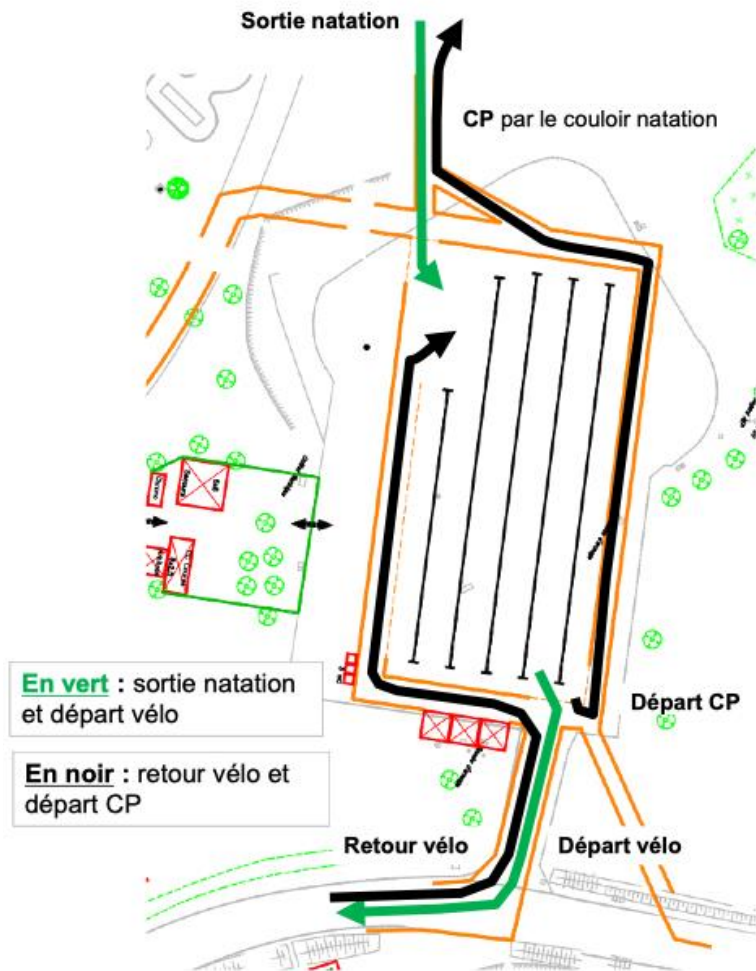 Sortie natation
CP par le couloir natation
En vert : sortie natation
et départ vélo
Départ CP
En noir : retour vélo et
départ CP
Retour vélo
Départ vélo